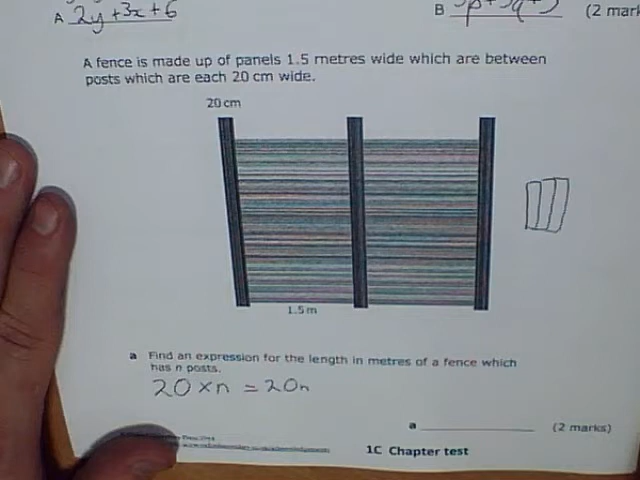 A 2y + 3x + 6
B (2 mar
A fence is made up of panels 1.5 metres wide which are between
posts which are each 20 cm wide.
20 cm
1.5 m
a Find an expression for the length in metres of a fence which
has n posts.
20 × n = 20n
a (2 marks)
1C Chapter test